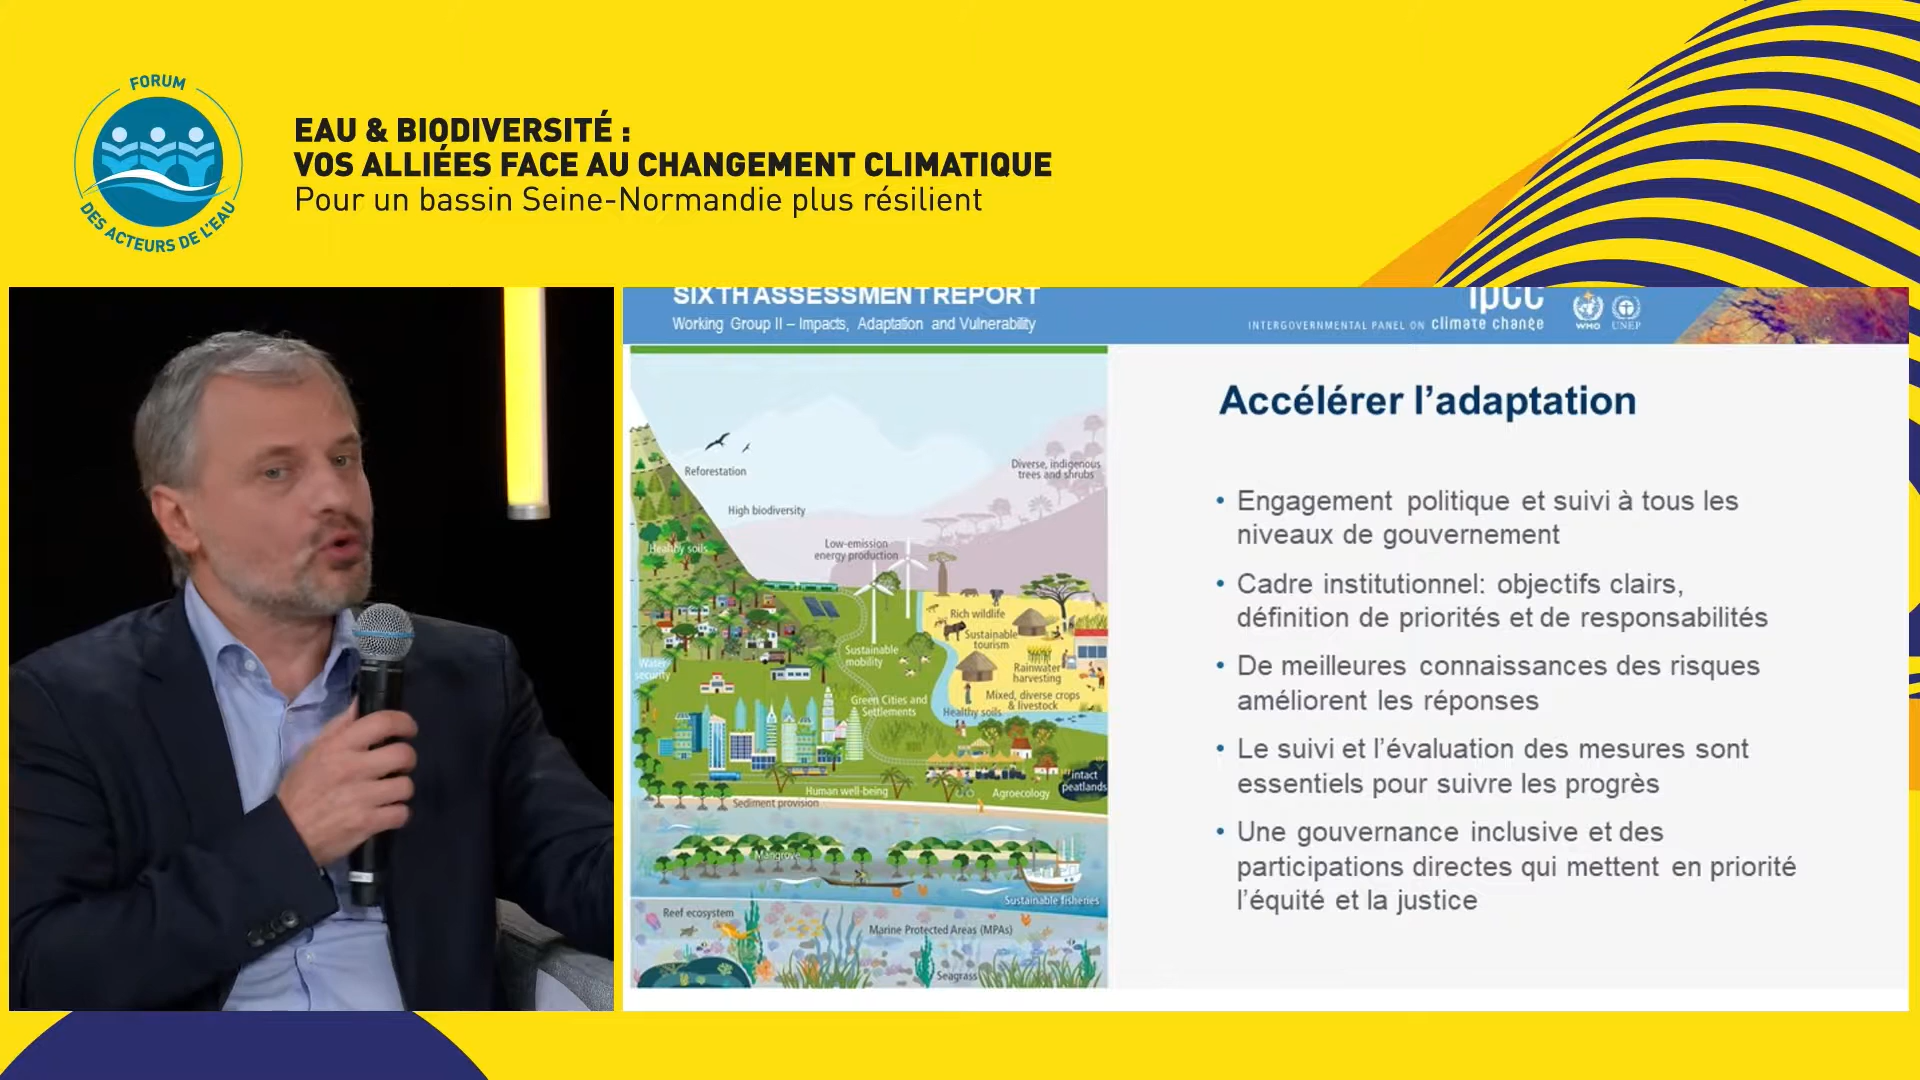 FORUM
DES ACTEURS DE L'EAU
EAU & BIODIVERSITÉ :
VOS ALLIÉES FACE AU CHANGEMENT CLIMATIQUE
Pour un bassin Seine-Normandie plus résilient
SIXTH ASSESSMENT REPORT
Working Group II – Impacts, Adaptation and Vulnerability
ipcc
INTERGOVERNMENTAL PANEL ON climate change
WMO
UNEP
Reforestation
Diverse, indigenous
trees and shrubs
High biodiversity
Healthy soils
Low-emission
energy production
Rich wildlife
Sustainable
tourism
Sustainable
mobility
Water
security
Rainwater
harvesting
Mixed, diverse crops
& livestock
Green Cities and
Settlements
Healthy soils
intact
peatlands
Human well-being
Agroecology
Sediment provision
Mangrove
Sustainable fisheries
Reef ecosystem
Marine Protected Areas (MPAs)
Seagrass
Accélérer l’adaptation
• Engagement politique et suivi à tous les
niveaux de gouvernement
• Cadre institutionnel: objectifs clairs,
définition de priorités et de responsabilités
• De meilleures connaissances des risques
améliorent les réponses
• Le suivi et l’évaluation des mesures sont
essentiels pour suivre les progrès
• Une gouvernance inclusive et des
participations directes qui mettent en priorité
l’équité et la justice